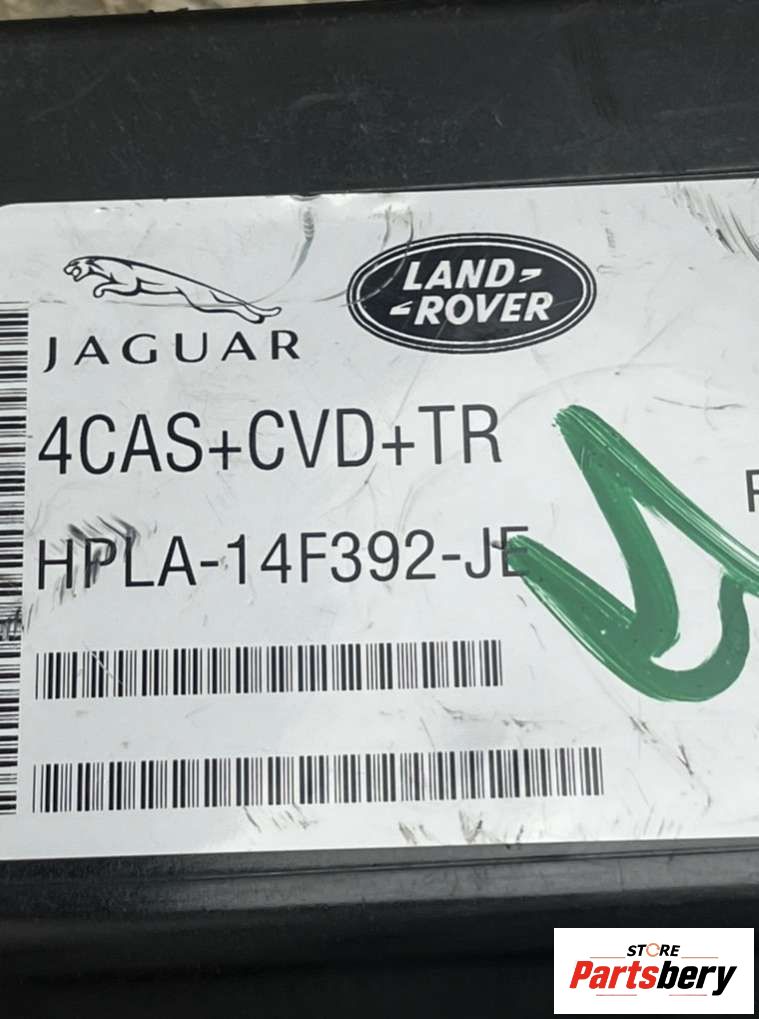 JAGUAR
LAND-
-ROVER
4CAS+CVD+TR
HPLA-14F392-JE
STORE
Partsbery